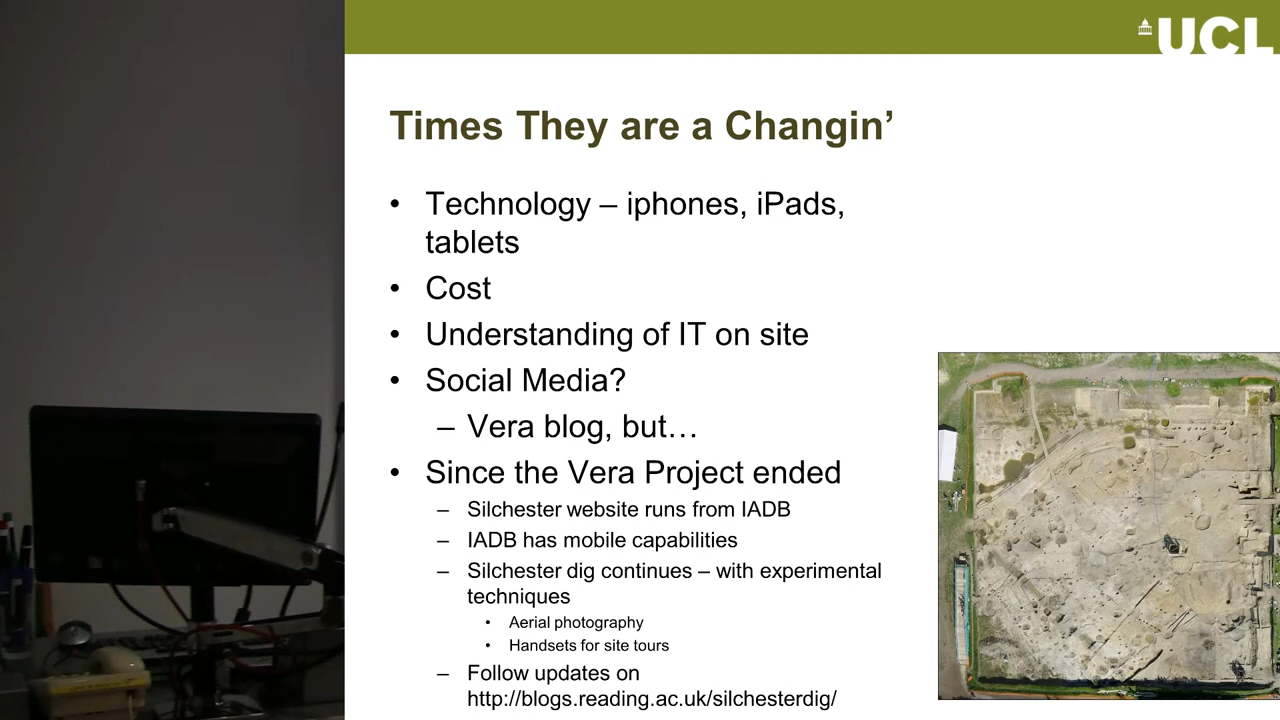 UCL
Times They are a Changin’
• Technology – iphones, iPads,
tablets
• Cost
• Understanding of IT on site
• Social Media?
– Vera blog, but…
• Since the Vera Project ended
– Silchester website runs from IADB
– IADB has mobile capabilities
– Silchester dig continues – with experimental
techniques
• Aerial photography
• Handsets for site tours
– Follow updates on
http://blogs.reading.ac.uk/silchesterdig/